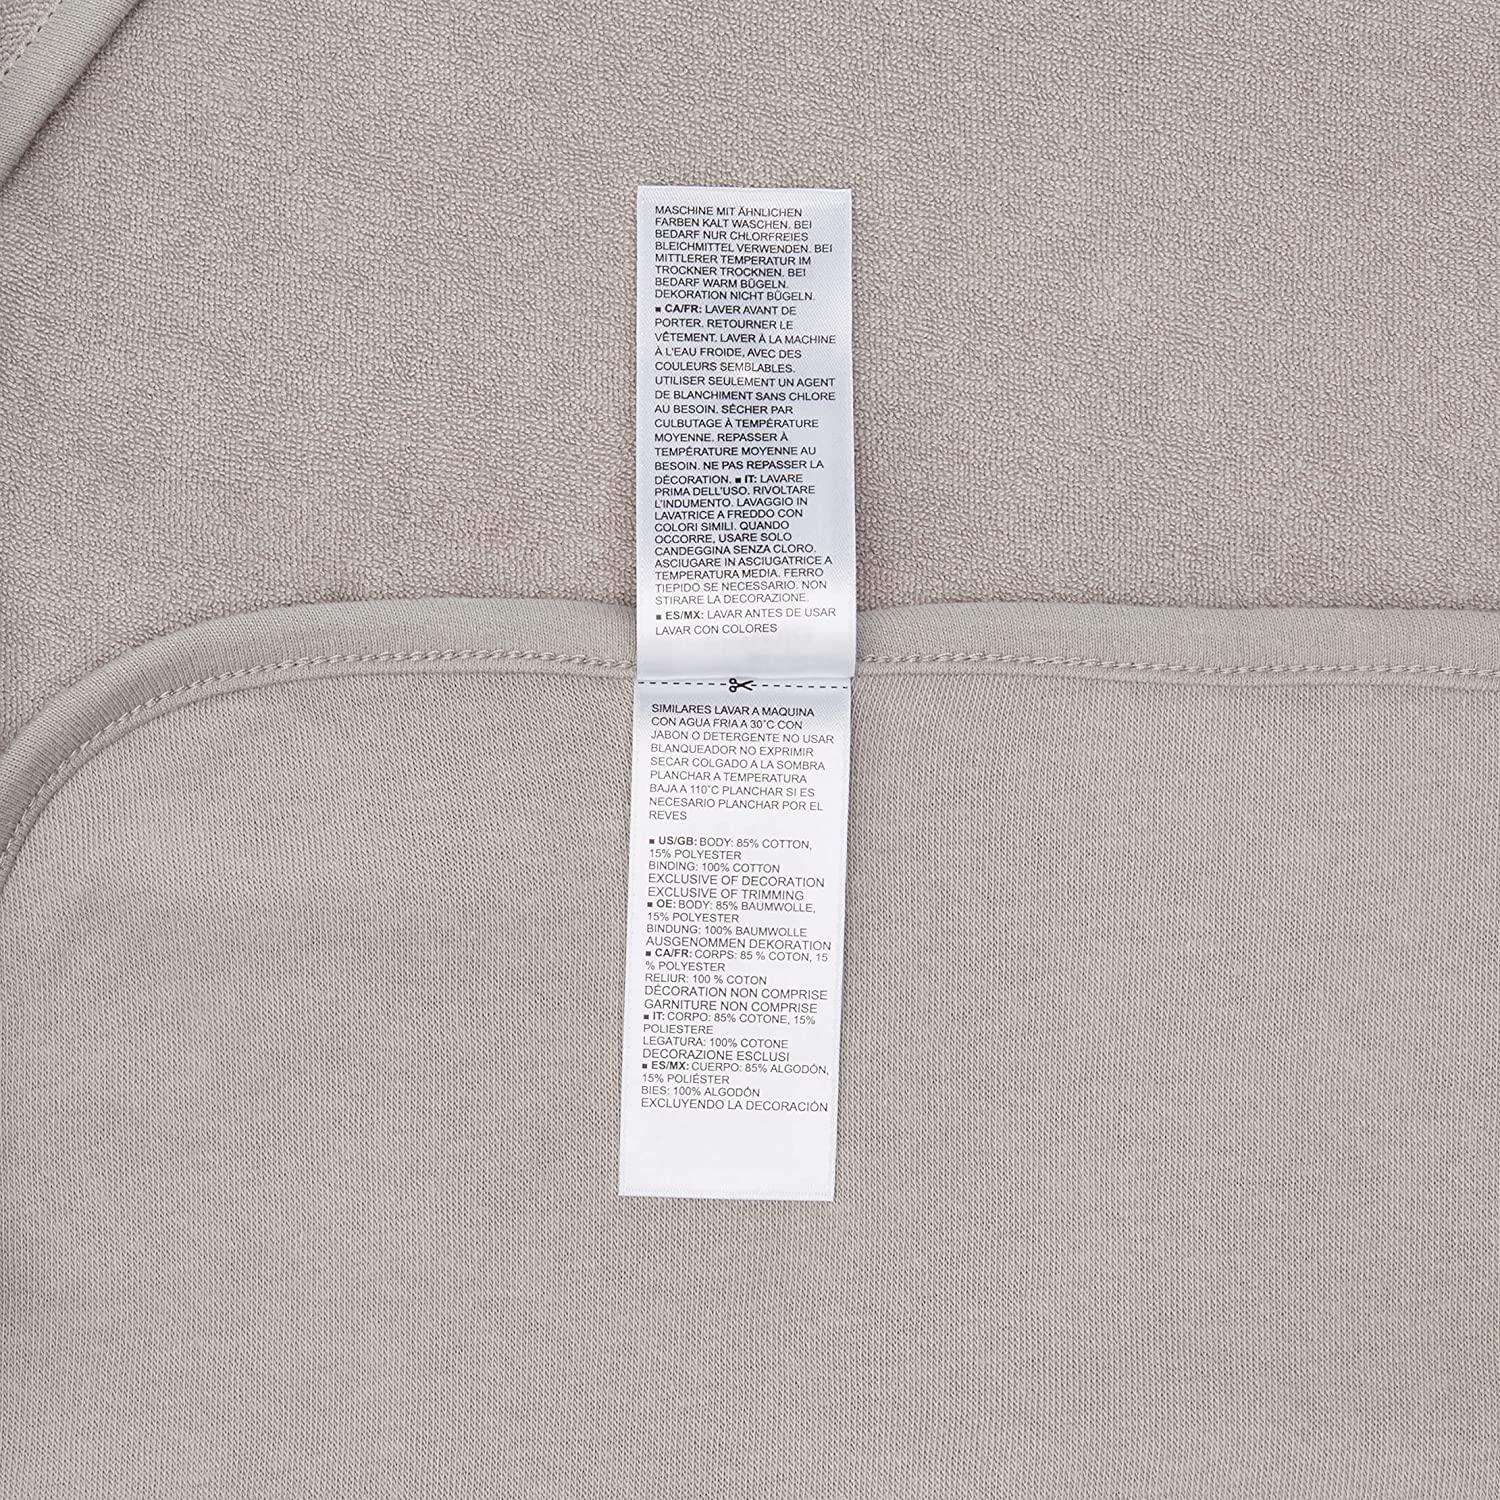 MASCHINE MIT ÄHNLICHEN
FARBEN KALT WASCHEN. BEI
BEDARF NUR CHLORFREIES
BLEICHMITTEL VERWENDEN. BEI
MITTLERER TEMPERATUR IM
TROCKNER TROCKNEN. BEI
BEDARF WARM BÜGELN.
DEKORATION NICHT BÜGELN.
■ CA/FR: LAVER AVANT DE
PORTER. RETOURNER LE
VÊTEMENT. LAVER À LA MACHINE
À L'EAU FROIDE, AVEC DES
COULEURS SEMBLABLES.
UTILISER SEULEMENT UN AGENT
DE BLANCHIMENT SANS CHLORE
AU BESOIN. SÉCHER PAR
CULBUTAGE À TEMPÉRATURE
MOYENNE. REPASSER À
TEMPÉRATURE MOYENNE AU
BESOIN. NE PAS REPASSER LA
DÉCORATION. ■ IT: LAVARE
PRIMA DELL'USO. RIVOLTARE
L'INDUMENTO. LAVAGGIO IN
LAVATRICE A FREDDO CON
COLORI SIMILI. QUANDO
OCCORRE, USARE SOLO
CANDEGGINA SENZA CLORO.
ASCIUGARE IN ASCIUGATRICE A
TEMPERATURA MEDIA. FERRO
TIEPIDO SE NECESSARIO. NON
STIRARE LA DECORAZIONE.
■ ES/MX: LAVAR ANTES DE USAR
LAVAR CON COLORES
SIMILARES LAVAR A MAQUINA
CON AGUA FRIA A 30°C CON
JABON O DETERGENTE NO USAR
BLANQUEADOR NO EXPRIMIR
SECAR COLGADO A LA SOMBRA
PLANCHAR A TEMPERATURA
BAJA A 110°C PLANCHAR SI ES
NECESARIO PLANCHAR POR EL
REVES
■ US/GB: BODY: 85% COTTON,
15% POLYESTER
BINDING: 100% COTTON
EXCLUSIVE OF DECORATION
EXCLUSIVE OF TRIMMING
■ OE: BODY: 85% BAUMWOLLE,
15% POLYESTER
BINDUNG: 100% BAUMWOLLE
AUSGENOMMEN DEKORATION
■ CA/FR: CORPS: 85 % COTON, 15
% POLYESTER
RELIUR: 100 % COTON
DÉCORATION NON COMPRISE
GARNITURE NON COMPRISE
■ IT: CORPO: 85% COTONE, 15%
POLIESTERE
LEGATURA: 100% COTONE
DECORAZIONE ESCLUSI
■ ES/MX: CUERPO: 85% ALGODÓN,
15% POLIÉSTER
BIES: 100% ALGODÓN
EXCLUYENDO LA DECORACIÓN